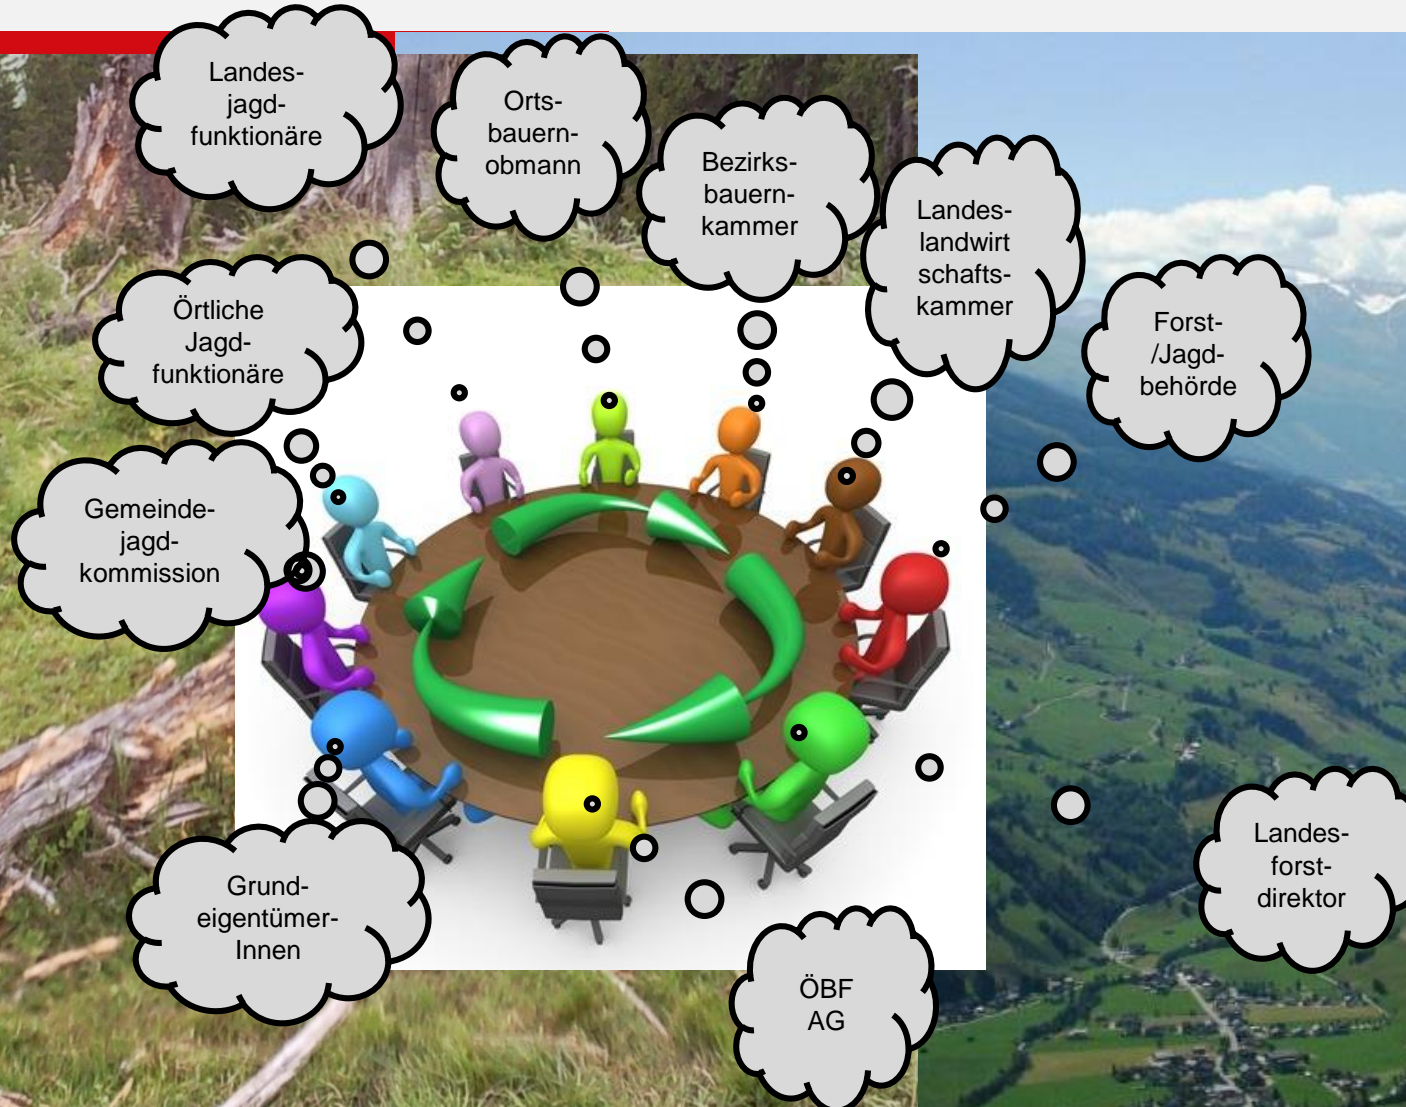 Landes-
jagd-
funktionäre
Orts-
bauern-
obmann
Bezirks-
bauern-
kammer
Landes-
landwirt
schafts-
kammer
Örtliche
Jagd-
funktionäre
Forst-
/Jagd-
behörde
Gemeinde-
jagd-
kommission
Landes-
forst-
direktor
Grund-
eigentümer-
Innen
ÖBF
AG